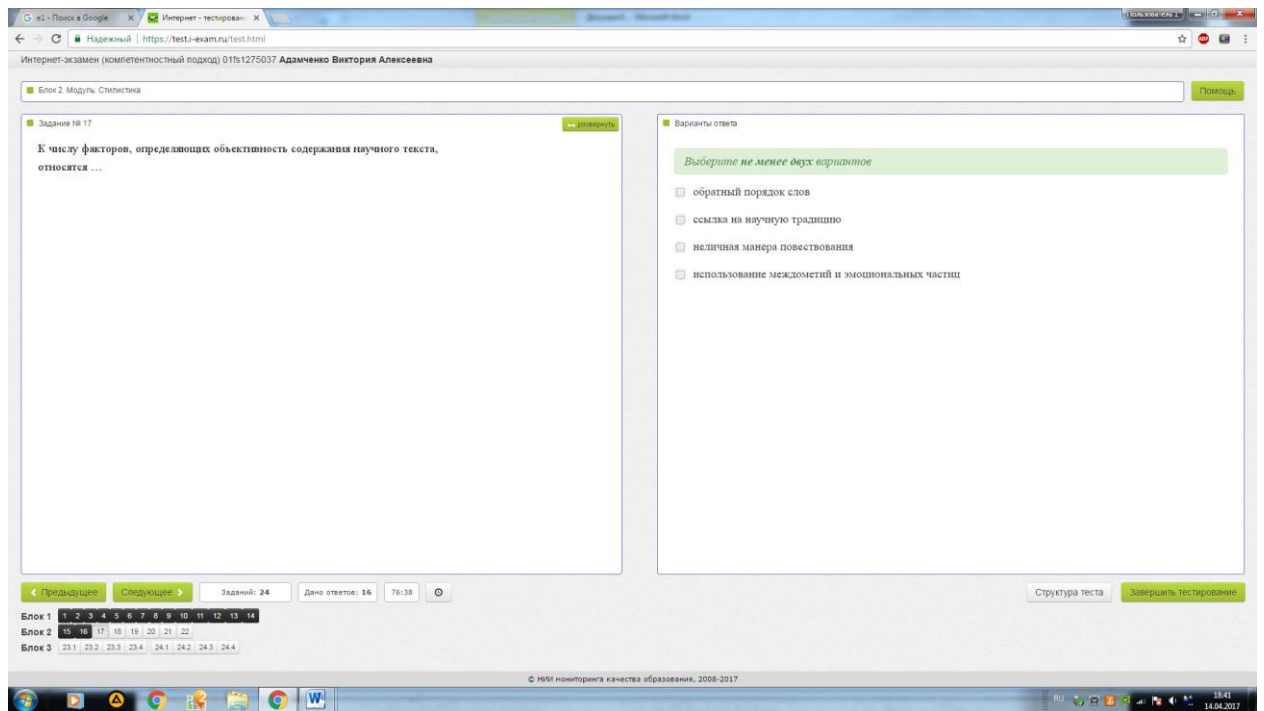 е1 - Поиск в Google
Интернет - тестирован
Документ1 - Microsoft Word
Пользователь 1
Надежный | https://test.i-exam.ru/test.html
Интернет-экзамен (компетентностный подход) 01fs1275037 Адамченко Виктория Алексеевна
Блок 2. Модуль: Стилистика
Помощь
Задание № 17
развернуть
К числу факторов, определяющих объективность содержания научного текста,
относятся …
Варианты ответа
Выберите не менее двух вариантов
обратный порядок слов
ссылка на научную традицию
неличная манера повествования
использование междометий и эмоциональных частиц
Предыдущее
Следующее
Заданий: 24
Дано ответов: 16
76:38
Структура теста
Завершить тестирование
Блок 1 1 2 3 4 5 6 7 8 9 10 11 12 13 14
Блок 2 15 16 17 18 19 20 21 22
Блок 3 23.1 23.2 23.3 23.4 24.1 24.2 24.3 24.4
© НИИ мониторинга качества образования, 2008-2017
RU
18:41
14.04.2017